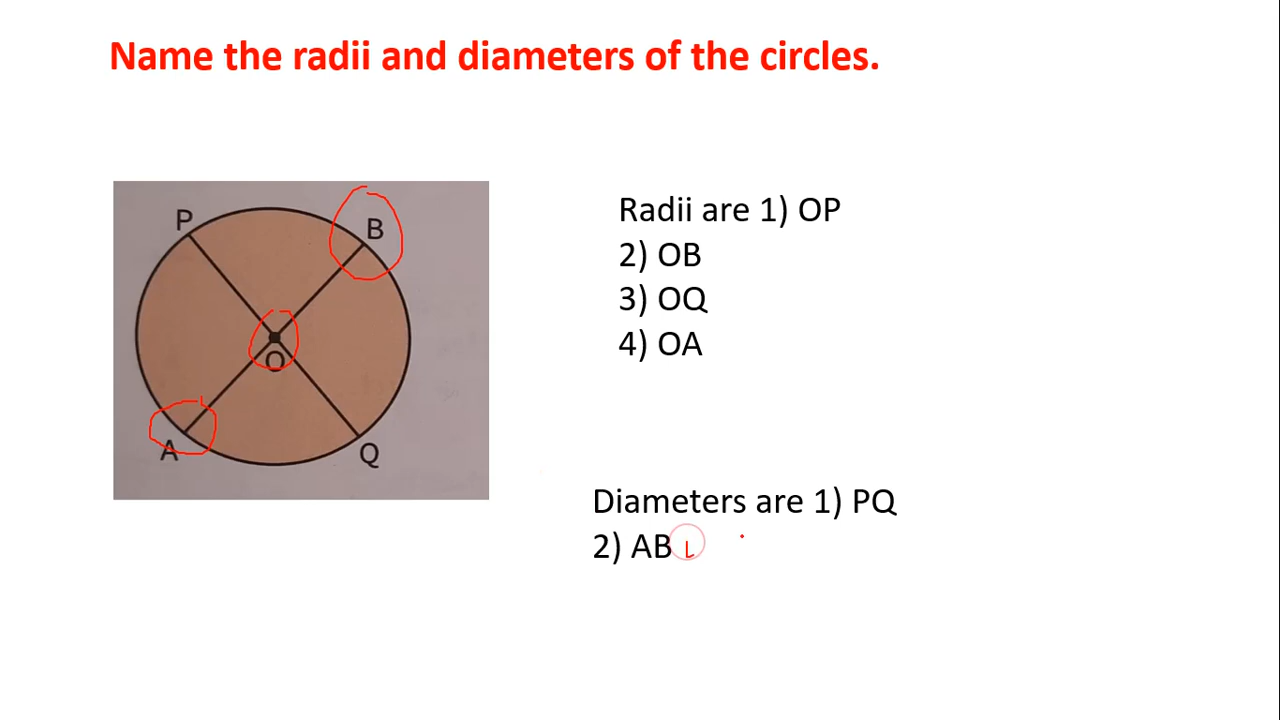 Name the radii and diameters of the circles.
P
B
O
A
Q
Radii are 1) OP
2) OB
3) OQ
4) OA
Diameters are 1) PQ
2) AB